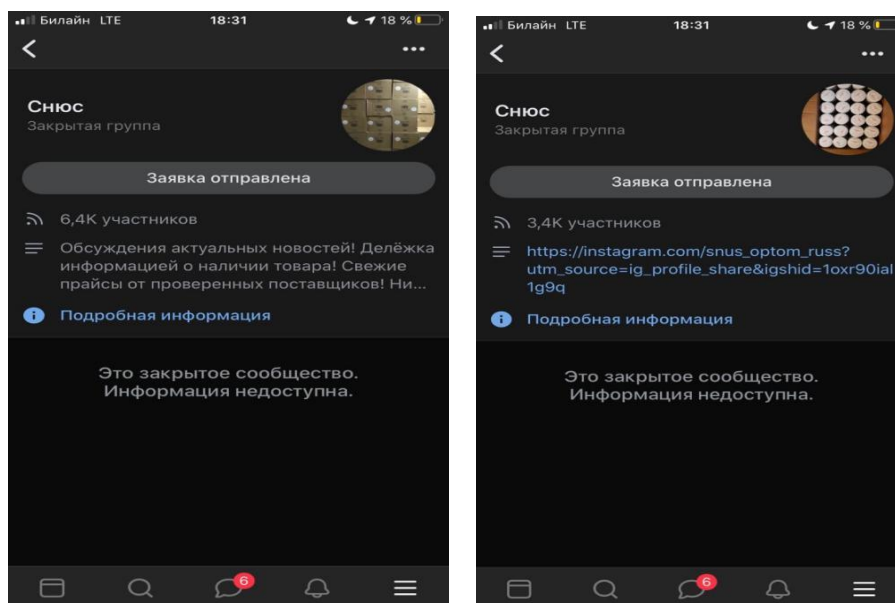 Билайн LTE 18:31 18 %
Снюс
Закрытая группа
Заявка отправлена
6,4K участников
Обсуждения актуальных новостей! Делёжка
информацией о наличии товара! Свежие
прайсы от проверенных поставщиков! Ни...
Подробная информация
Это закрытое сообщество.
Информация недоступна.
6
Билайн LTE 18:31 18 %
Снюс
Закрытая группа
Заявка отправлена
3,4K участников
https://instagram.com/snus_optom_russ?
utm_source=ig_profile_share&igshid=1oxr90ial
1g9q
Подробная информация
Это закрытое сообщество.
Информация недоступна.
6